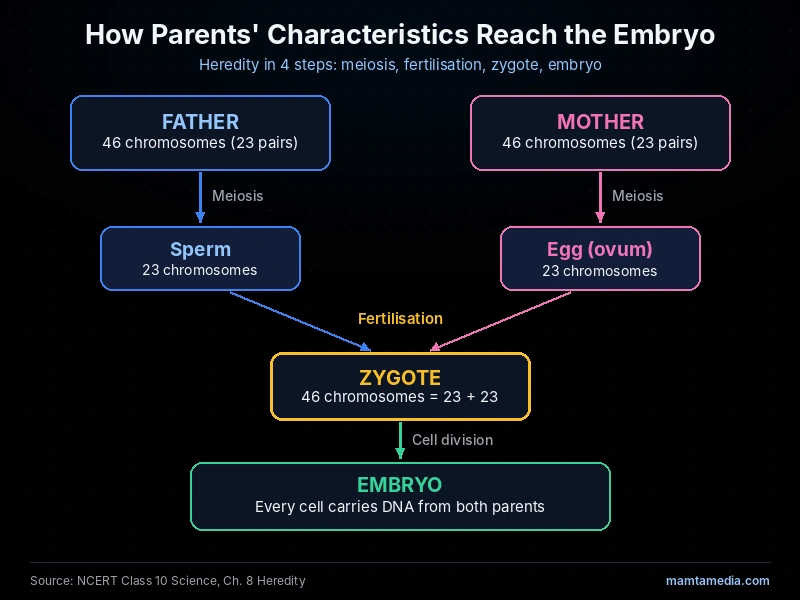 How Parents' Characteristics Reach the Embryo
Heredity in 4 steps: meiosis, fertilisation, zygote, embryo
FATHER
46 chromosomes (23 pairs)
MOTHER
46 chromosomes (23 pairs)
Meiosis
Meiosis
Sperm
23 chromosomes
Egg (ovum)
23 chromosomes
Fertilisation
ZYGOTE
46 chromosomes = 23 + 23
Cell division
EMBRYO
Every cell carries DNA from both parents
Source: NCERT Class 10 Science, Ch. 8 Heredity
mamtamedia.com